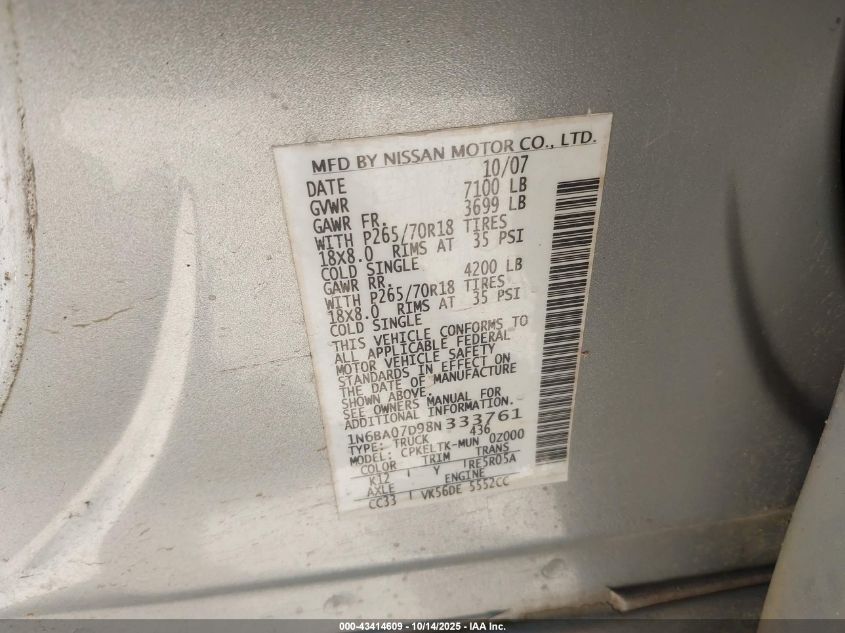 MFD BY NISSAN MOTOR CO., LTD.
DATE 10/07
GVWR 7100 LB
GAWR FR. 3699 LB
WITH P265/70R18 TIRES
18X8.0 RIMS AT 35 PSI
COLD SINGLE
GAWR RR. 4200 LB
WITH P265/70R18 TIRES
18X8.0 RIMS AT 35 PSI
COLD SINGLE
THIS VEHICLE CONFORMS TO
ALL APPLICABLE FEDERAL
MOTOR VEHICLE SAFETY
STANDARDS IN EFFECT ON
THE DATE OF MANUFACTURE
SHOWN ABOVE.
SEE OWNERS MANUAL FOR
ADDITIONAL INFORMATION.
1N6BA07D98N333761
TYPE: TRUCK 436
MODEL: CPKELTK-MUN 0Z000
COLOR TRIM TRANS
K12 Y RE5R05A
AXLE ENGINE
CC33 VK56DE 5552CC
000-43414609 - 10/14/2025 - IAA Inc.